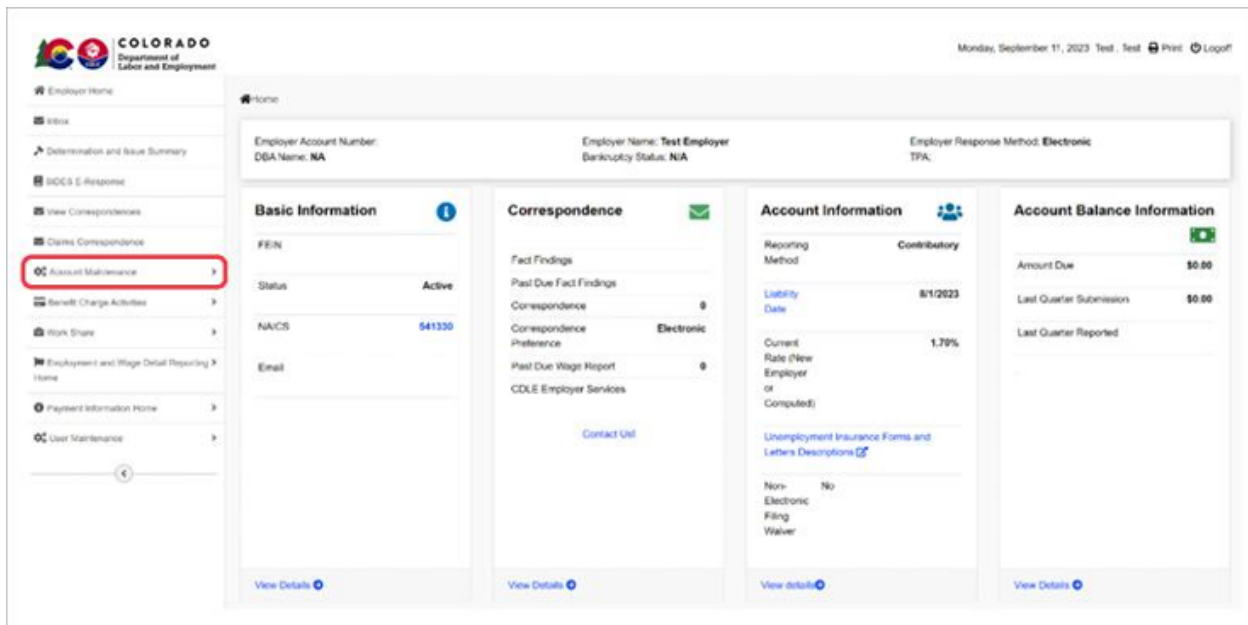 COLORADO
Department of
Labor and Employment
Monday, September 11, 2023 Test . Test Print Logoff
Employer Home
Inbox
Determination and Issue Summary
SIDES E-Response
View Correspondences
Claims Correspondence
Account Maintenance
Benefit Charge Activities
Work Share
Employment and Wage Detail Reporting
Home
Payment Information Home
User Maintenance
Home
Employer Account Number:
DBA Name: NA
Employer Name: Test Employer
Bankruptcy Status: N/A
Employer Response Method: Electronic
TPA:
Basic Information
FEIN
Status Active
NAICS 541330
Email
View Details
Correspondence
Fact Findings
Past Due Fact Findings
Correspondence 0
Correspondence Electronic
Preference
Past Due Wage Report 0
CDLE Employer Services
Contact Us!
View Details
Account Information
Reporting Contributory
Method
Liability 8/1/2023
Date
Current 1.70%
Rate (New
Employer
or
Computed)
Unemployment Insurance Forms and
Letters Descriptions
Non- No
Electronic
Filing
Waiver
View details
Account Balance Information
Amount Due $0.00
Last Quarter Submission $0.00
Last Quarter Reported
View Details